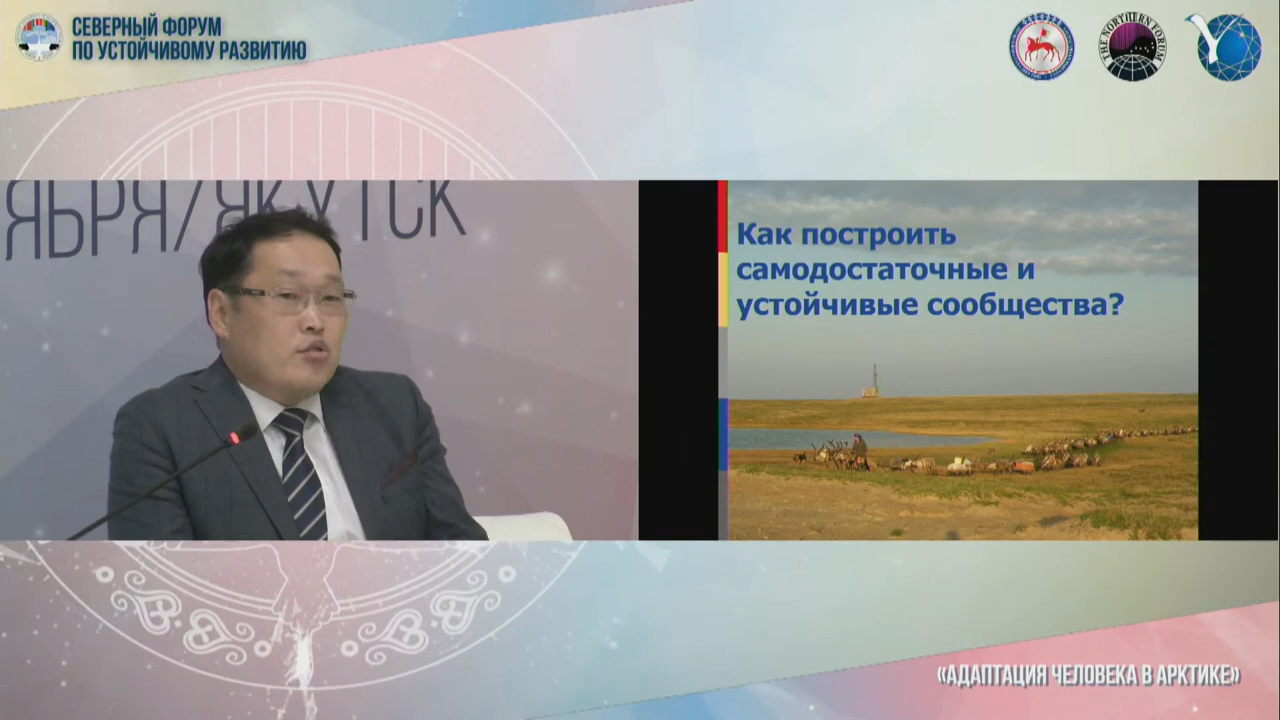 СЕВЕРНЫЙ ФОРУМ
ПО УСТОЙЧИВОМУ РАЗВИТИЮ
THE NORTHERN FORUM
ЯБРЯ/ЯКУТСК
Как построить
самодостаточные и
устойчивые сообщества?
«АДАПТАЦИЯ ЧЕЛОВЕКА В АРКТИКЕ»